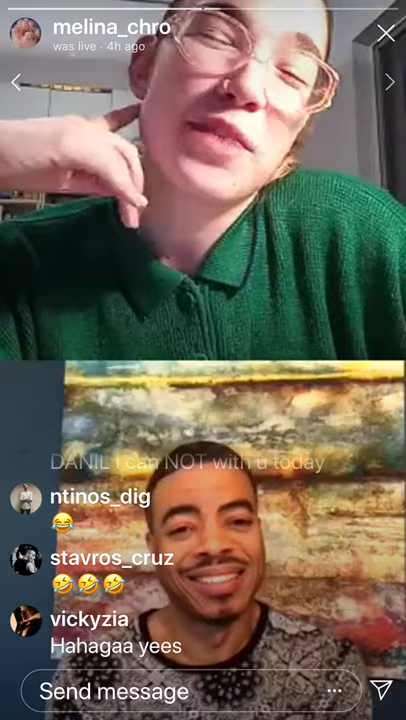 melina_chro
was live · 4h ago
DANIL I can NOT with u today
ntinos_dig
😂
stavros_cruz
🤣🤣🤣
vickyzia
Hahagaa yees
Send message